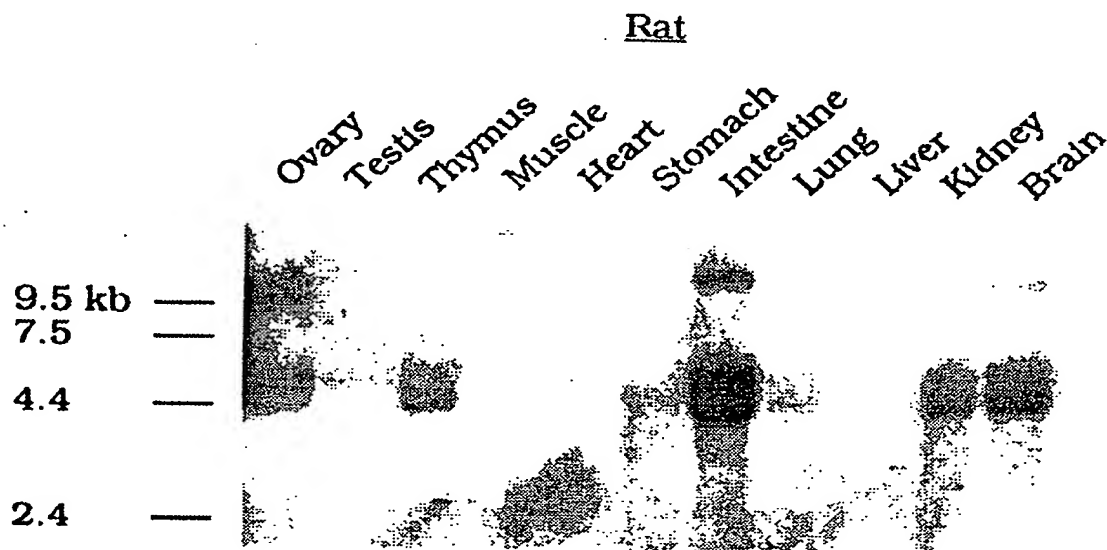 Rat
Ovary
Testis
Thymus
Muscle
Heart
Stomach
Intestine
Lung
Liver
Kidney
Brain
9.5 kb
7.5
4.4
2.4